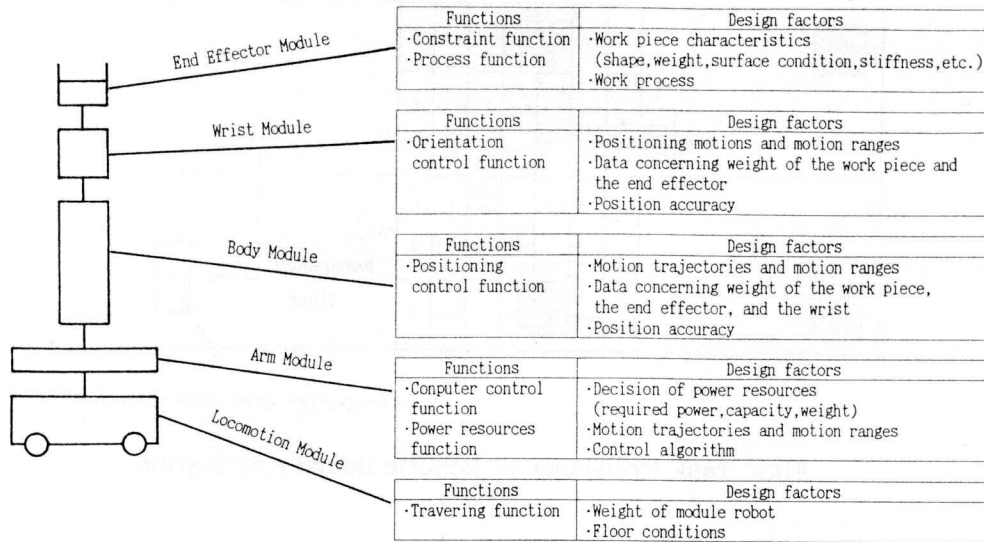 End Effector Module
Functions Design factors
·Constraint function ·Work piece characteristics
·Process function (shape,weight,surface condition,stiffness,etc.)
·Work process
Wrist Module
Functions Design factors
·Orientation ·Positioning motions and motion ranges
control function ·Data concerning weight of the work piece and
the end effector
·Position accuracy
Body Module
Functions Design factors
·Positioning ·Motion trajectories and motion ranges
control function ·Data concerning weight of the work piece,
the end effector, and the wrist
·Position accuracy
Arm Module
Functions Design factors
·Conputer control ·Decision of power resources
function (required power,capacity,weight)
·Power resources ·Motion trajectories and motion ranges
function ·Control algorithm
Locomotion Module
Functions Design factors
·Travering function ·Weight of module robot
·Floor conditions